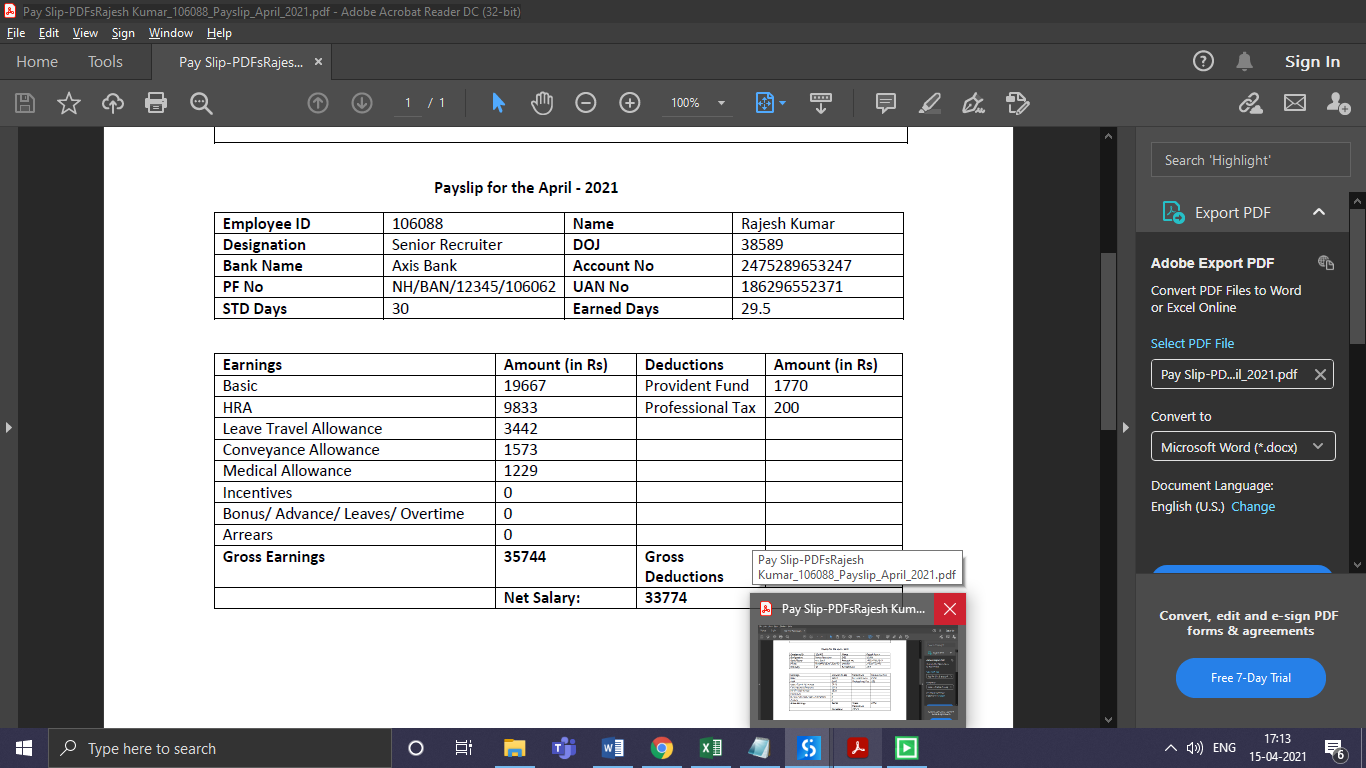 Pay Slip-PDFsRajesh Kumar_106088_Payslip_April_2021.pdf - Adobe Acrobat Reader DC (32-bit)
File Edit View Sign Window Help
Home Tools Pay Slip-PDFsRajes... × Sign In
1 / 1 100%
Search 'Highlight'
Export PDF
Adobe Export PDF
Convert PDF Files to Word
or Excel Online
Select PDF File
Pay Slip-PD...il_2021.pdf
Convert to
Microsoft Word (*.docx)
Document Language:
English (U.S.) Change
Convert, edit and e-sign PDF
forms & agreements
Free 7-Day Trial
Payslip for the April - 2021
Employee ID 106088 Name Rajesh Kumar
Designation Senior Recruiter DOJ 38589
Bank Name Axis Bank Account No 2475289653247
PF No NH/BAN/12345/106062 UAN No 186296552371
STD Days 30 Earned Days 29.5
Earnings Amount (in Rs) Deductions Amount (in Rs)
Basic 19667 Provident Fund 1770
HRA 9833 Professional Tax 200
Leave Travel Allowance 3442
Conveyance Allowance 1573
Medical Allowance 1229
Incentives 0
Bonus/ Advance/ Leaves/ Overtime 0
Arrears 0
Gross Earnings 35744 Gross
Deductions
Net Salary: 33774
Pay Slip-PDFsRajesh
Kumar_106088_Payslip_April_2021.pdf
Pay Slip-PDFsRajesh Kum...
Type here to search
ENG 17:13
15-04-2021
6